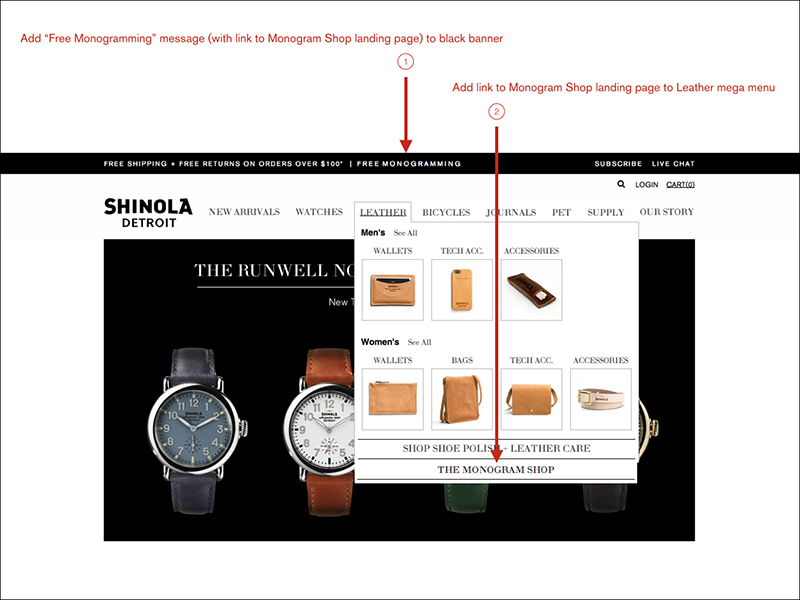 Add “Free Monogramming” message (with link to Monogram Shop landing page) to black banner
1
Add link to Monogram Shop landing page to Leather mega menu
2
FREE SHIPPING + FREE RETURNS ON ORDERS OVER $100* | FREE MONOGRAMMING
SUBSCRIBE LIVE CHAT
LOGIN CART(0)
SHINOLA
DETROIT
NEW ARRIVALS WATCHES LEATHER BICYCLES JOURNALS PET SUPPLY OUR STORY
Men's See All
WALLETS TECH ACC. ACCESSORIES
THE RUNWELL NO
New T
Women's See All
WALLETS BAGS TECH ACC. ACCESSORIES
SHINOLA
SHOP SHOE POLISH + LEATHER CARE
THE MONOGRAM SHOP